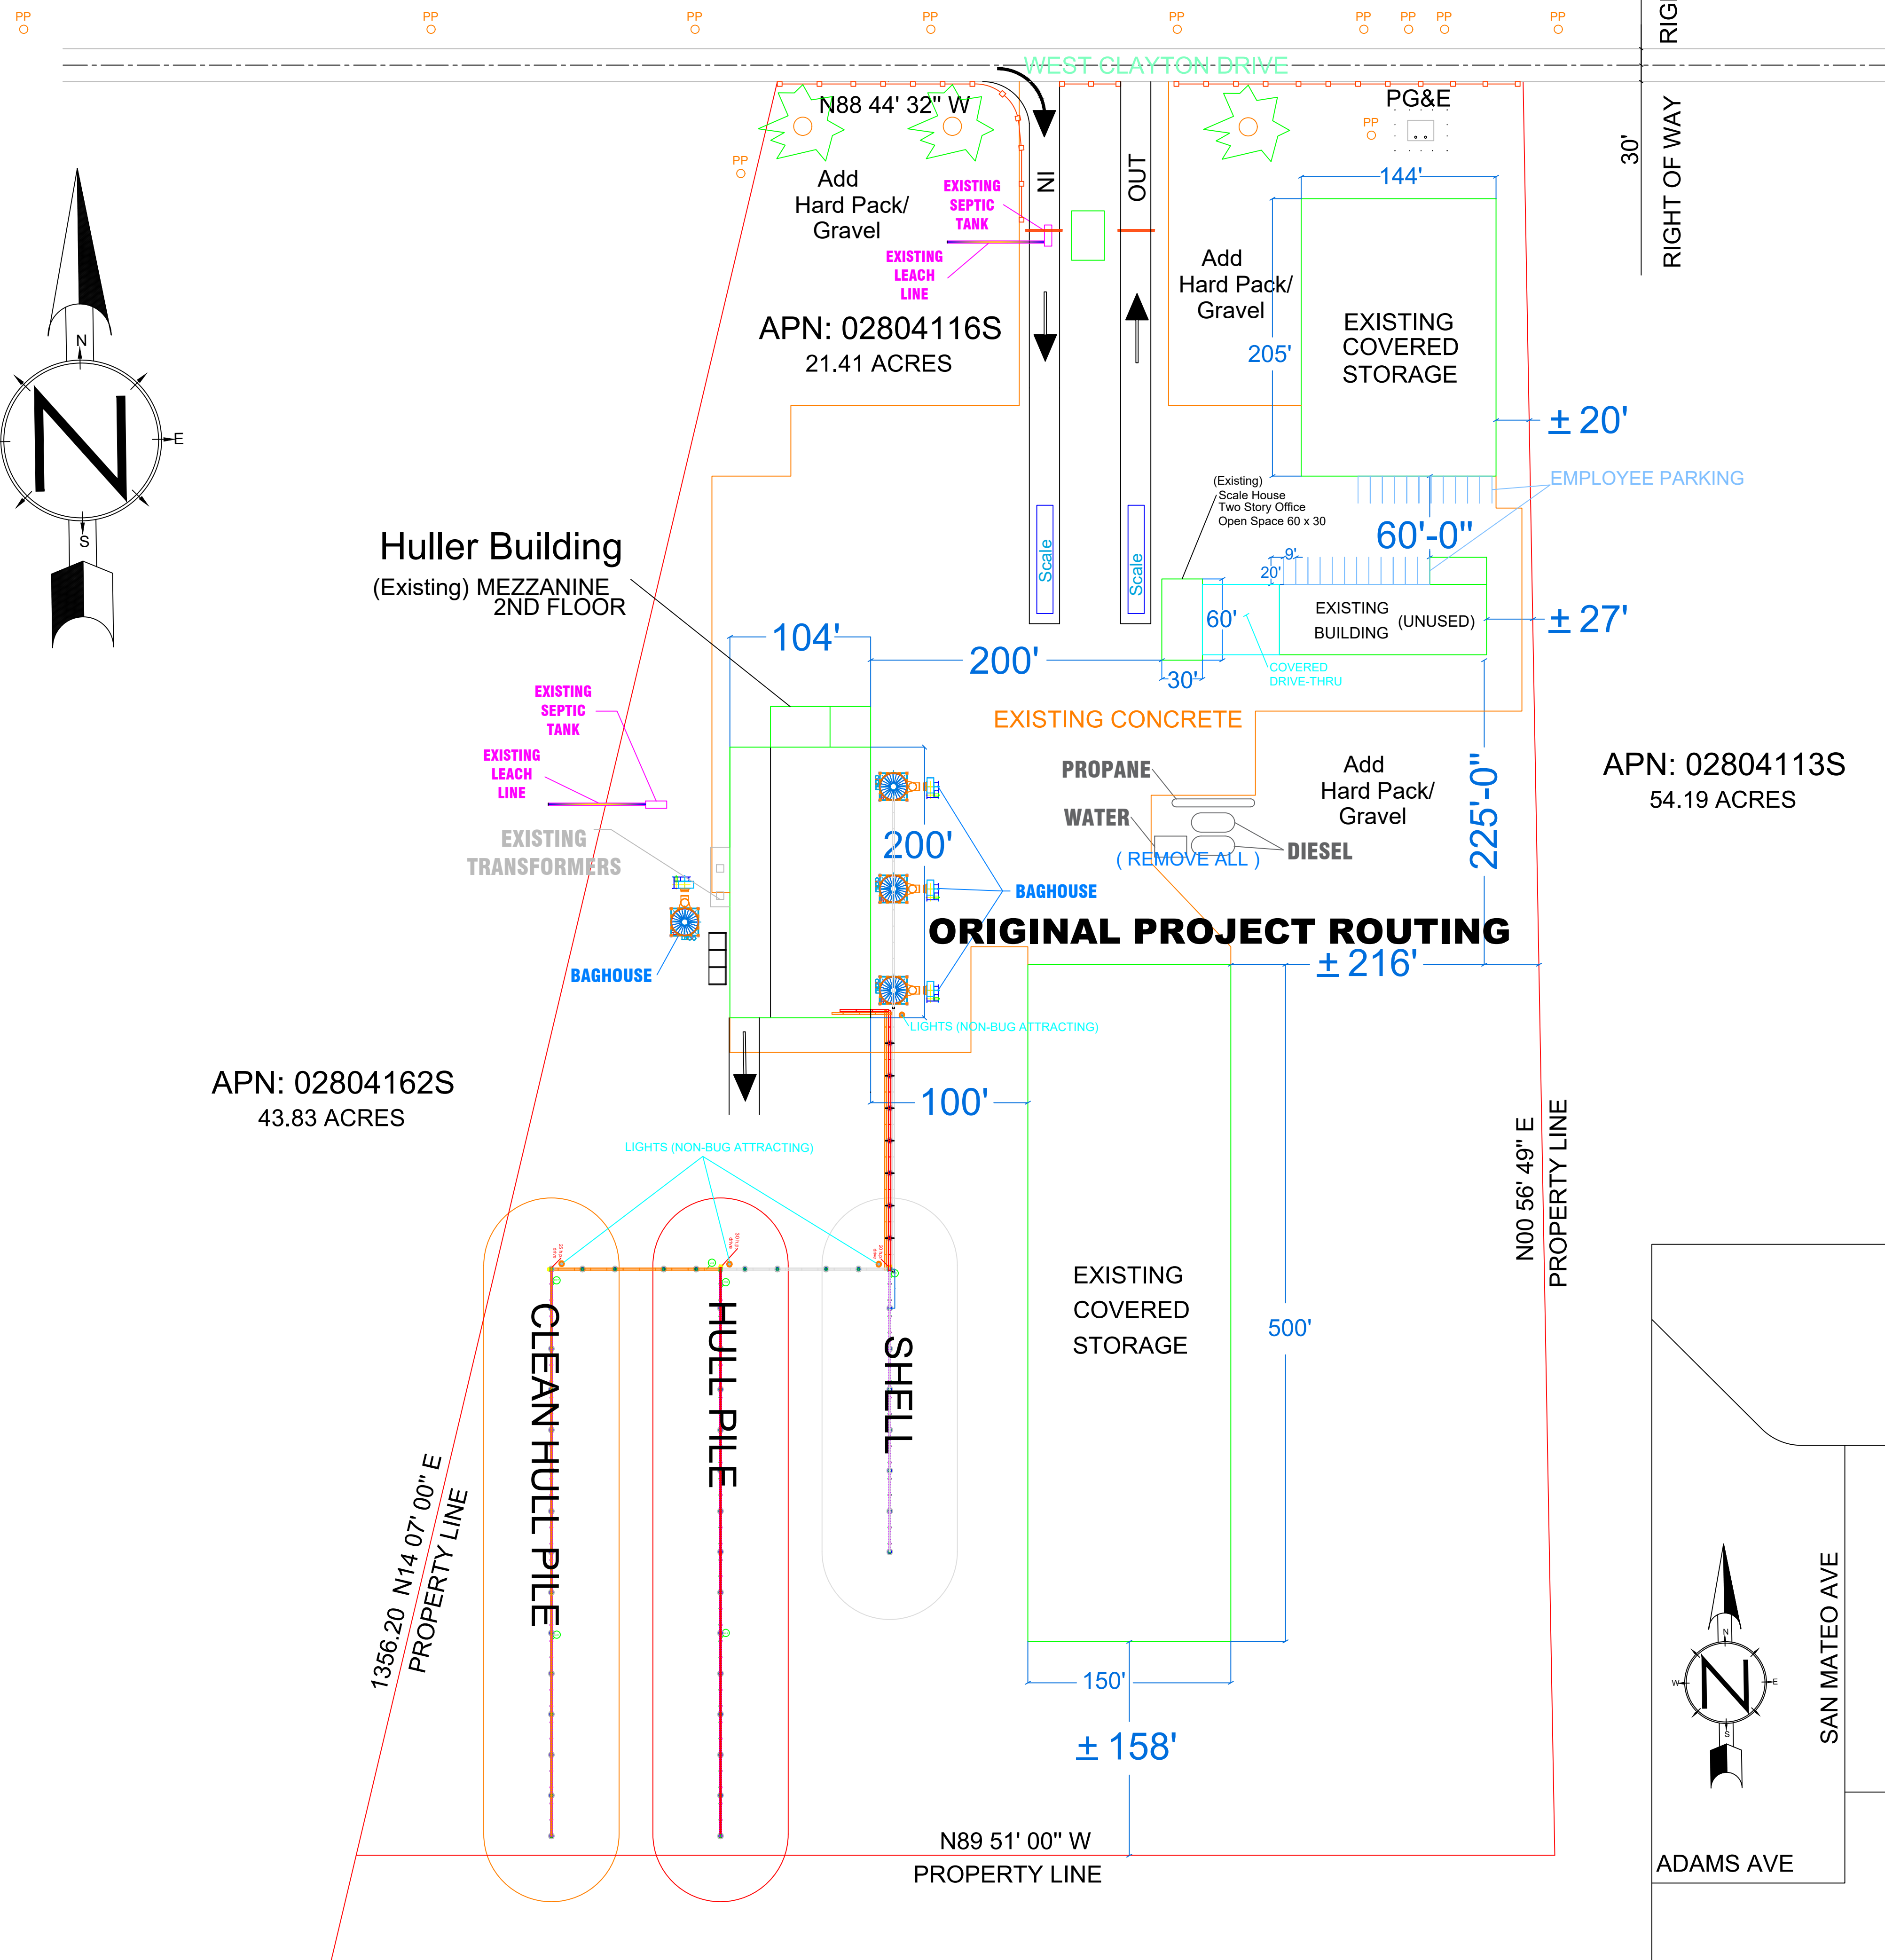 PP
PP
PP
PP
PP
PP
PP
PP
PP
WEST CLAYTON DRIVE
N88 44' 32" W
PG&E
PP
PP
30'
RIGHT OF WAY
Add
Hard Pack/
Gravel
EXISTING
SEPTIC
TANK
IN
OUT
144'
EXISTING
LEACH
LINE
Add
Hard Pack/
Gravel
APN: 02804116S
21.41 ACRES
205'
EXISTING
COVERED
STORAGE
N
N
E
S
± 20'
EMPLOYEE PARKING
(Existing)
Scale House
Two Story Office
Open Space 60 x 30
60'-0"
Huller Building
(Existing) MEZZANINE
2ND FLOOR
Scale
Scale
9'
20'
EXISTING
BUILDING
(UNUSED)
± 27'
60'
104'
200'
30'
COVERED
DRIVE-THRU
EXISTING
SEPTIC
TANK
EXISTING CONCRETE
EXISTING
LEACH
LINE
PROPANE
WATER
DIESEL
( REMOVE ALL )
Add
Hard Pack/
Gravel
225'-0"
APN: 02804113S
54.19 ACRES
EXISTING
TRANSFORMERS
200'
BAGHOUSE
BAGHOUSE
ORIGINAL PROJECT ROUTING
± 216'
LIGHTS (NON-BUG ATTRACTING)
APN: 02804162S
43.83 ACRES
100'
LIGHTS (NON-BUG ATTRACTING)
N00 56' 49" E
PROPERTY LINE
CLEAN HULL PILE
HULL PILE
SHELL
EXISTING
COVERED
STORAGE
500'
1356.20 N14 07' 00" E
PROPERTY LINE
150'
± 158'
N89 51' 00" W
PROPERTY LINE
N
W
N
E
S
SAN MATEO AVE
ADAMS AVE